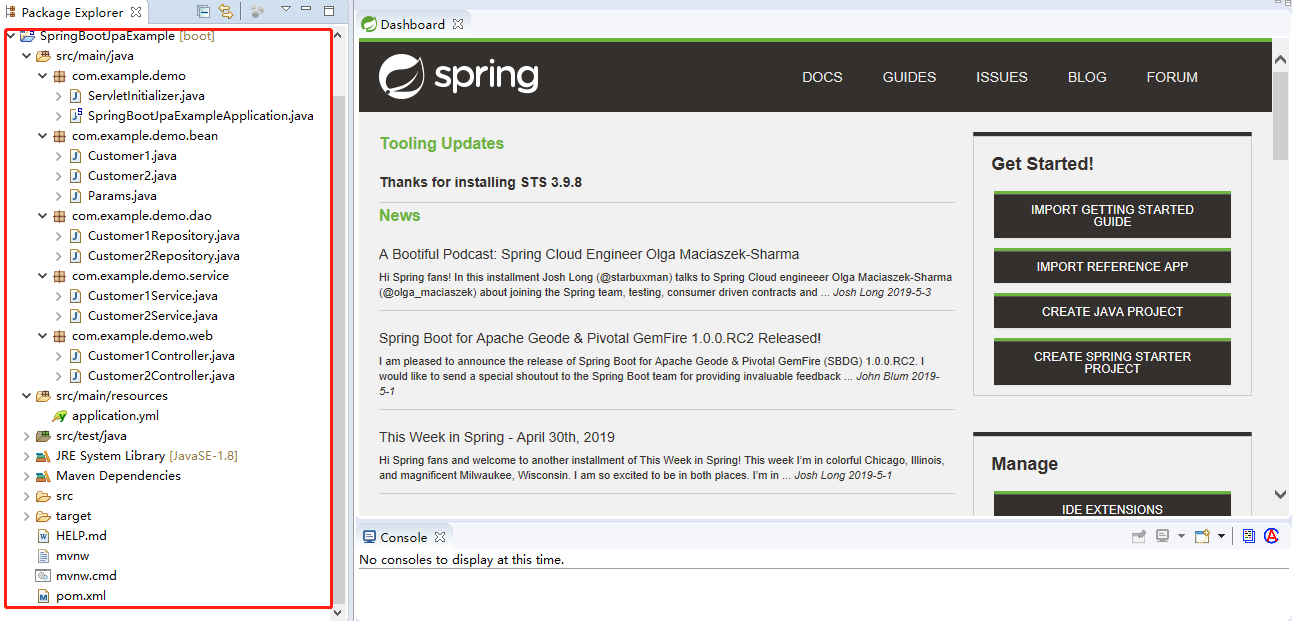 Package Explorer
SpringBootJpaExample [boot]
src/main/java
com.example.demo
ServletInitializer.java
SpringBootJpaExampleApplication.java
com.example.demo.bean
Customer1.java
Customer2.java
Params.java
com.example.demo.dao
Customer1Repository.java
Customer2Repository.java
com.example.demo.service
Customer1Service.java
Customer2Service.java
com.example.demo.web
Customer1Controller.java
Customer2Controller.java
src/main/resources
application.yml
src/test/java
JRE System Library [JavaSE-1.8]
Maven Dependencies
src
target
HELP.md
mvnw
mvnw.cmd
pom.xml
Dashboard
spring
DOCS GUIDES ISSUES BLOG FORUM
Tooling Updates
Thanks for installing STS 3.9.8
News
A Bootiful Podcast: Spring Cloud Engineer Olga Maciaszek-Sharma
Hi Spring fans! In this installment Josh Long (@starbuxman) talks to Spring Cloud engineeer Olga Maciaszek-Sharma
(@olga_maciaszek) about joining the Spring team, testing, consumer driven contracts and ... Josh Long 2019-5-3
Spring Boot for Apache Geode & Pivotal GemFire 1.0.0.RC2 Released!
I am pleased to announce the release of Spring Boot for Apache Geode & Pivotal GemFire (SBDG) 1.0.0.RC2. I
would like to send a special shoutout to the Spring Boot team for providing invaluable feedback ... John Blum 2019-
5-1
This Week in Spring - April 30th, 2019
Hi Spring fans and welcome to another installment of This Week in Spring! This week I'm in colorful Chicago, Illinois,
and magnificent Milwaukee, Wisconsin. I am so excited to be in both places. I'm in ... Josh Long 2019-5-1
Get Started!
IMPORT GETTING STARTED
GUIDE
IMPORT REFERENCE APP
CREATE JAVA PROJECT
CREATE SPRING STARTER
PROJECT
Manage
IDE EXTENSIONS
Console
No consoles to display at this time.